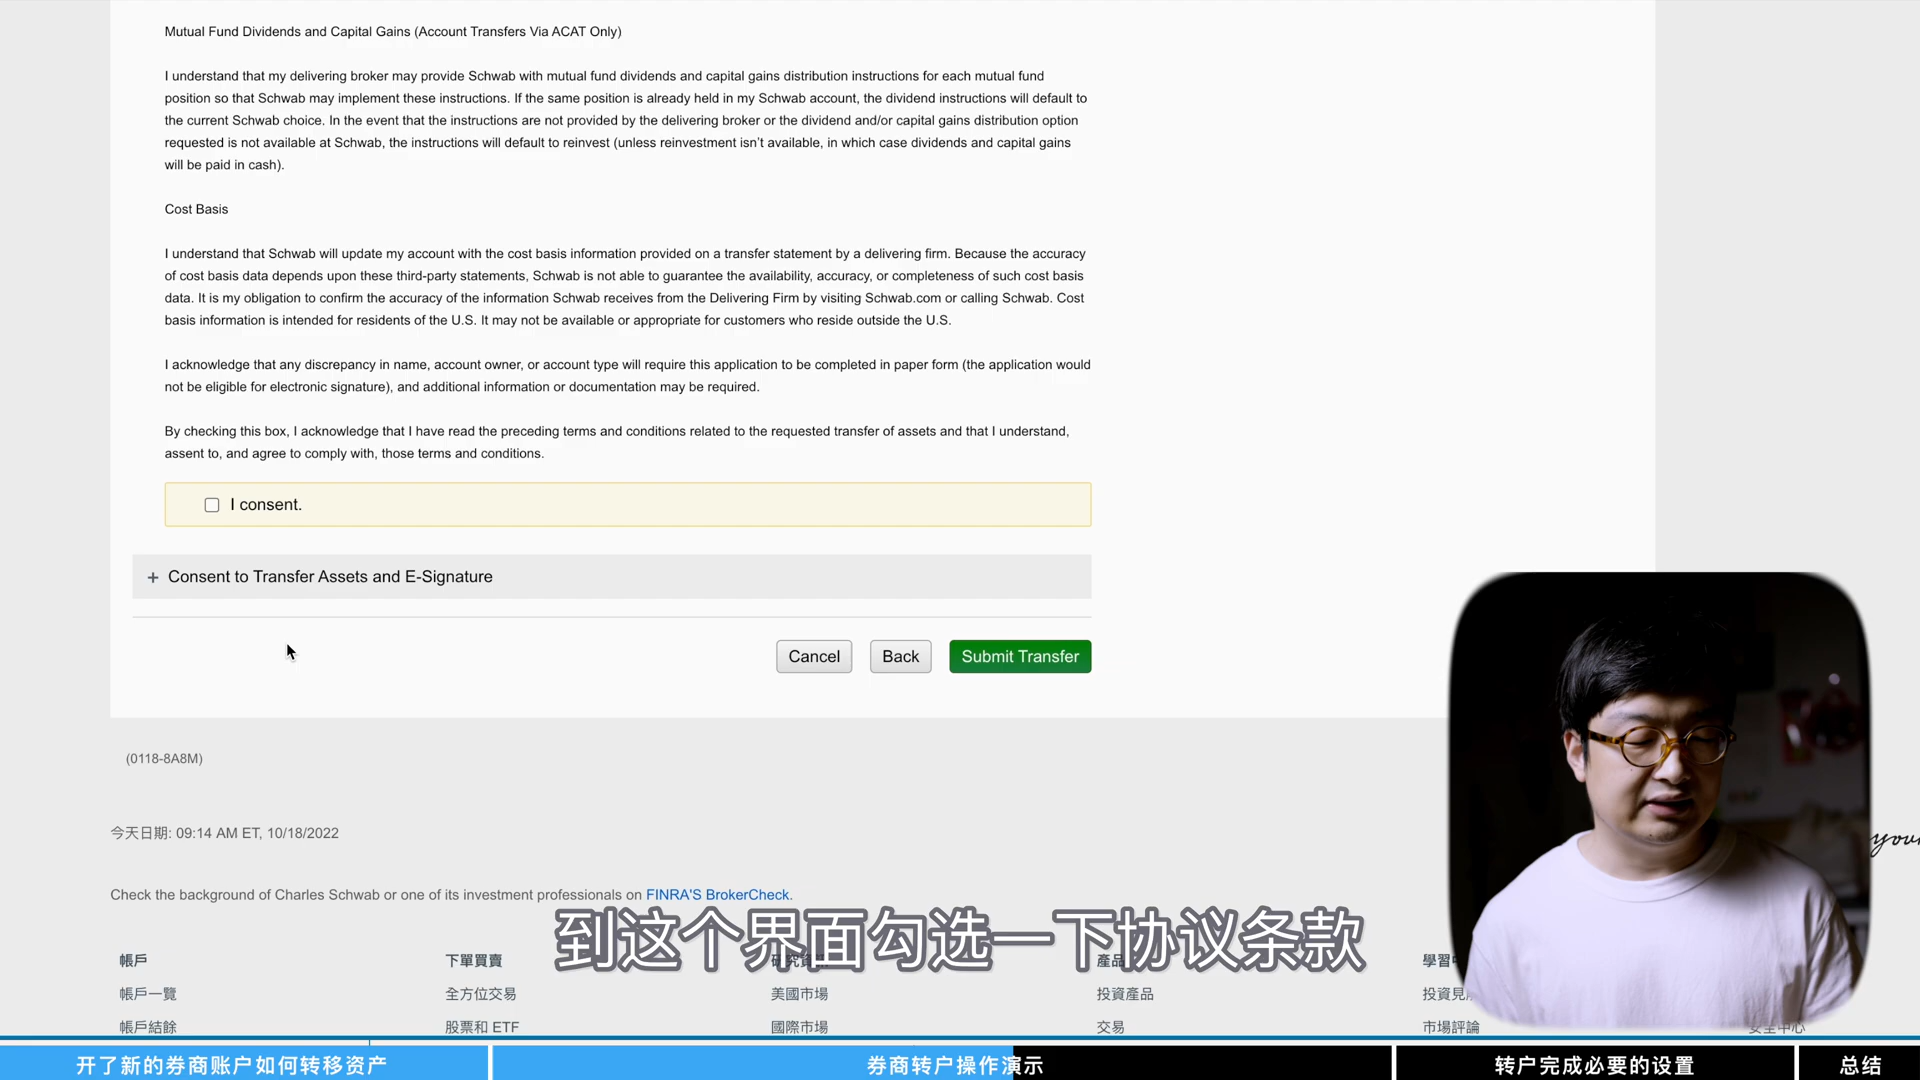 Mutual Fund Dividends and Capital Gains (Account Transfers Via ACAT Only)
I understand that my delivering broker may provide Schwab with mutual fund dividends and capital gains distribution instructions for each mutual fund
position so that Schwab may implement these instructions. If the same position is already held in my Schwab account, the dividend instructions will default to
the current Schwab choice. In the event that the instructions are not provided by the delivering broker or the dividend and/or capital gains distribution option
requested is not available at Schwab, the instructions will default to reinvest (unless reinvestment isn't available, in which case dividends and capital gains
will be paid in cash).
Cost Basis
I understand that Schwab will update my account with the cost basis information provided on a transfer statement by a delivering firm. Because the accuracy
of cost basis data depends upon these third-party statements, Schwab is not able to guarantee the availability, accuracy, or completeness of such cost basis
data. It is my obligation to confirm the accuracy of the information Schwab receives from the Delivering Firm by visiting Schwab.com or calling Schwab. Cost
basis information is intended for residents of the U.S. It may not be available or appropriate for customers who reside outside the U.S.
I acknowledge that any discrepancy in name, account owner, or account type will require this application to be completed in paper form (the application would
not be eligible for electronic signature), and additional information or documentation may be required.
By checking this box, I acknowledge that I have read the preceding terms and conditions related to the requested transfer of assets and that I understand,
assent to, and agree to comply with, those terms and conditions.
I consent.
+ Consent to Transfer Assets and E-Signature
Cancel Back Submit Transfer
(0118-8A8M)
今天日期: 09:14 AM ET, 10/18/2022
your
Check the background of Charles Schwab or one of its investment professionals on FINRA'S BrokerCheck.
到这个界面勾选一下协议条款
帳戶 下單買賣 產品 學習
帳戶一覽 全方位交易 美國市場 投資產品 投資見
帳戶結餘 股票和 ETF 國際市場 交易 市場評論 安全中心
开了新的券商账户如何转移资产 券商转户操作演示 转户完成必要的设置 总结